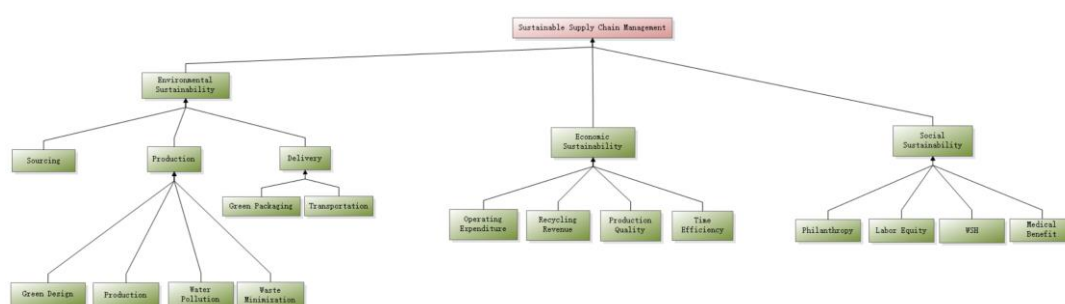 Sustainable Supply Chain Management
Environmental
Sustainability
Economic
Sustainability
Social
Sustainability
Sourcing
Production
Delivery
Green Packaging
Transportation
Operating
Expenditure
Recycling
Revenue
Production
Quality
Time
Efficiency
Philanthropy
Labor Equity
WSH
Medical
Benefit
Green Design
Production
Water
Pollution
Waste
Minimization